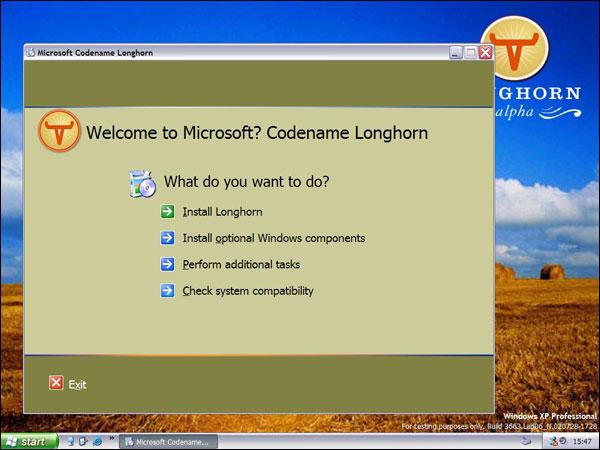 Microsoft Codename Longhorn
NGHORN
alpha
Welcome to Microsoft? Codename Longhorn
What do you want to do?
Install Longhorn
Install optional Windows components
Perform additional tasks
Check system compatibility
Exit
Windows XP Professional
For testing purposes only. Build 3663.Lab06_N.020728-1728
start
»
Microsoft Codename...
15:47